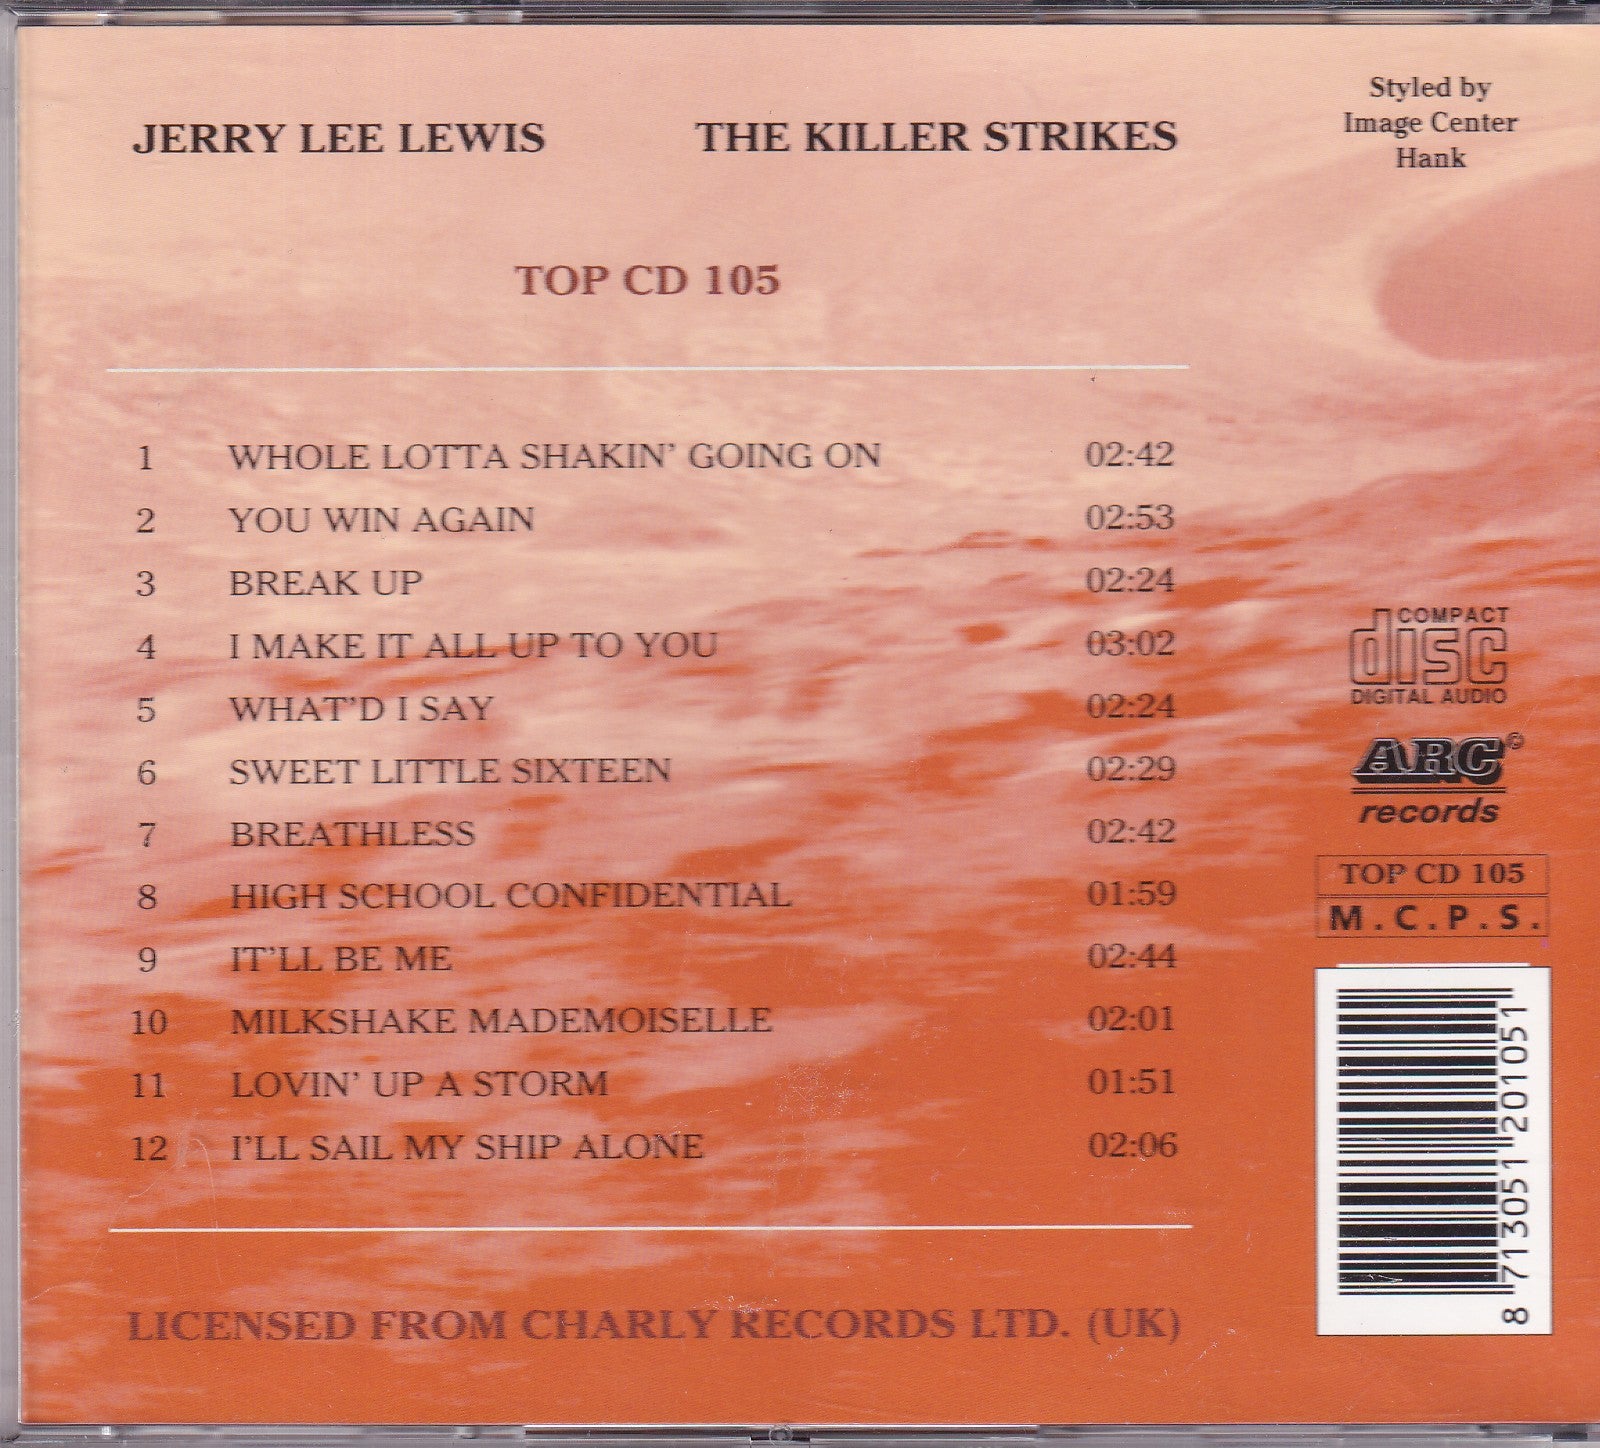 JERRY LEE LEWIS THE KILLER STRIKES
Styled by
Image Center
Hank
TOP CD 105
1 WHOLE LOTTA SHAKIN' GOING ON 02:42
2 YOU WIN AGAIN 02:53
3 BREAK UP 02:24
4 I MAKE IT ALL UP TO YOU 03:02
5 WHAT'D I SAY 02:24
6 SWEET LITTLE SIXTEEN 02:29
7 BREATHLESS 02:42
8 HIGH SCHOOL CONFIDENTIAL 01:59
9 IT'LL BE ME 02:44
10 MILKSHAKE MADEMOISELLE 02:01
11 LOVIN' UP A STORM 01:51
12 I'LL SAIL MY SHIP ALONE 02:06
LICENSED FROM CHARLY RECORDS LTD. (UK)
COMPACT
disc
DIGITAL AUDIO
ARC©
records
TOP CD 105
M.C.P.S.
8 713051 201051